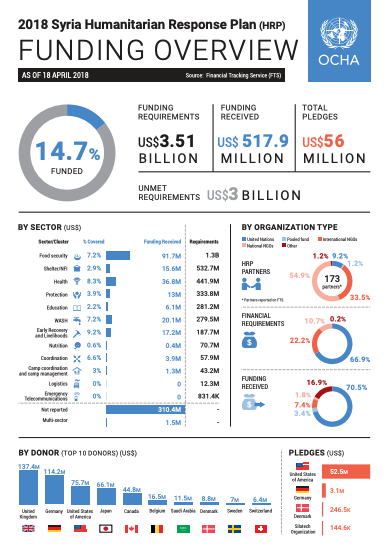 2018 Syria Humanitarian Response Plan (HRP)
FUNDING OVERVIEW
OCHA
AS OF 18 APRIL 2018
Source: Financial Tracking Service (FTS)
14.7%
FUNDED
FUNDING REQUIREMENTS
US$3.51 BILLION
FUNDING RECEIVED
US$ 517.9 MILLION
TOTAL PLEDGES
US$56 MILLION
UNMET REQUIREMENTS US$3 BILLION
BY SECTOR (US$)
Sector/Cluster % Covered Funding Received Requirements
Food security 7.2% 91.7M 1.3B
Shelter/NFI 2.9% 15.6M 532.7M
Health 8.3% 36.8M 441.9M
Protection 3.9% 13M 333.8M
Education 2.2% 6.1M 281.2M
WASH 7.2% 20.1M 279.5M
Early Recovery and Livelihoods 9.2% 17.2M 187.7M
Nutrition 0.6% 0.4M 70.7M
Coordination 6.6% 3.9M 57.9M
Camp coordination and camp management 3% 1.3M 43.2M
Logistics 0% 0M 12.3M
Emergency Telecommunications 0% 0M 831.4K
Not reported 310.4M -
Multi-sector 1.5M -
BY ORGANIZATION TYPE
United Nations Pooled fund International NGOs
National NGOs Other
HRP PARTNERS
1.2% 9.2%
1.2%
54.9%
173 partners*
33.5%
* Partners reported on FTS.
FINANCIAL REQUIREMENTS
10.7% 0.2%
22.2%
66.9%
FUNDING RECEIVED
16.9%
70.5%
1.8%
7.4%
3.4%
BY DONOR (TOP 10 DONORS) (US$)
137.4M
114.2M
75.7M
66.1M
44.8M
16.5M
11.5M
8.8M
7M
6.4M
United Kingdom
Germany
United States of America
Japan
Canada
Belgium
Saudi Arabia
Denmark
Sweden
Switzerland
PLEDGES (US$)
United States of America 52.5M
Germany 3.1M
Denmark 246.5K
Silatech Organization 144.6K